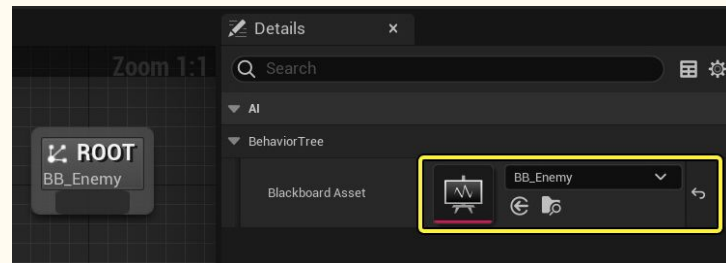 Details
Zoom 1:1
Search
AI
ROOT
BB_Enemy
BehaviorTree
Blackboard Asset
BB_Enemy